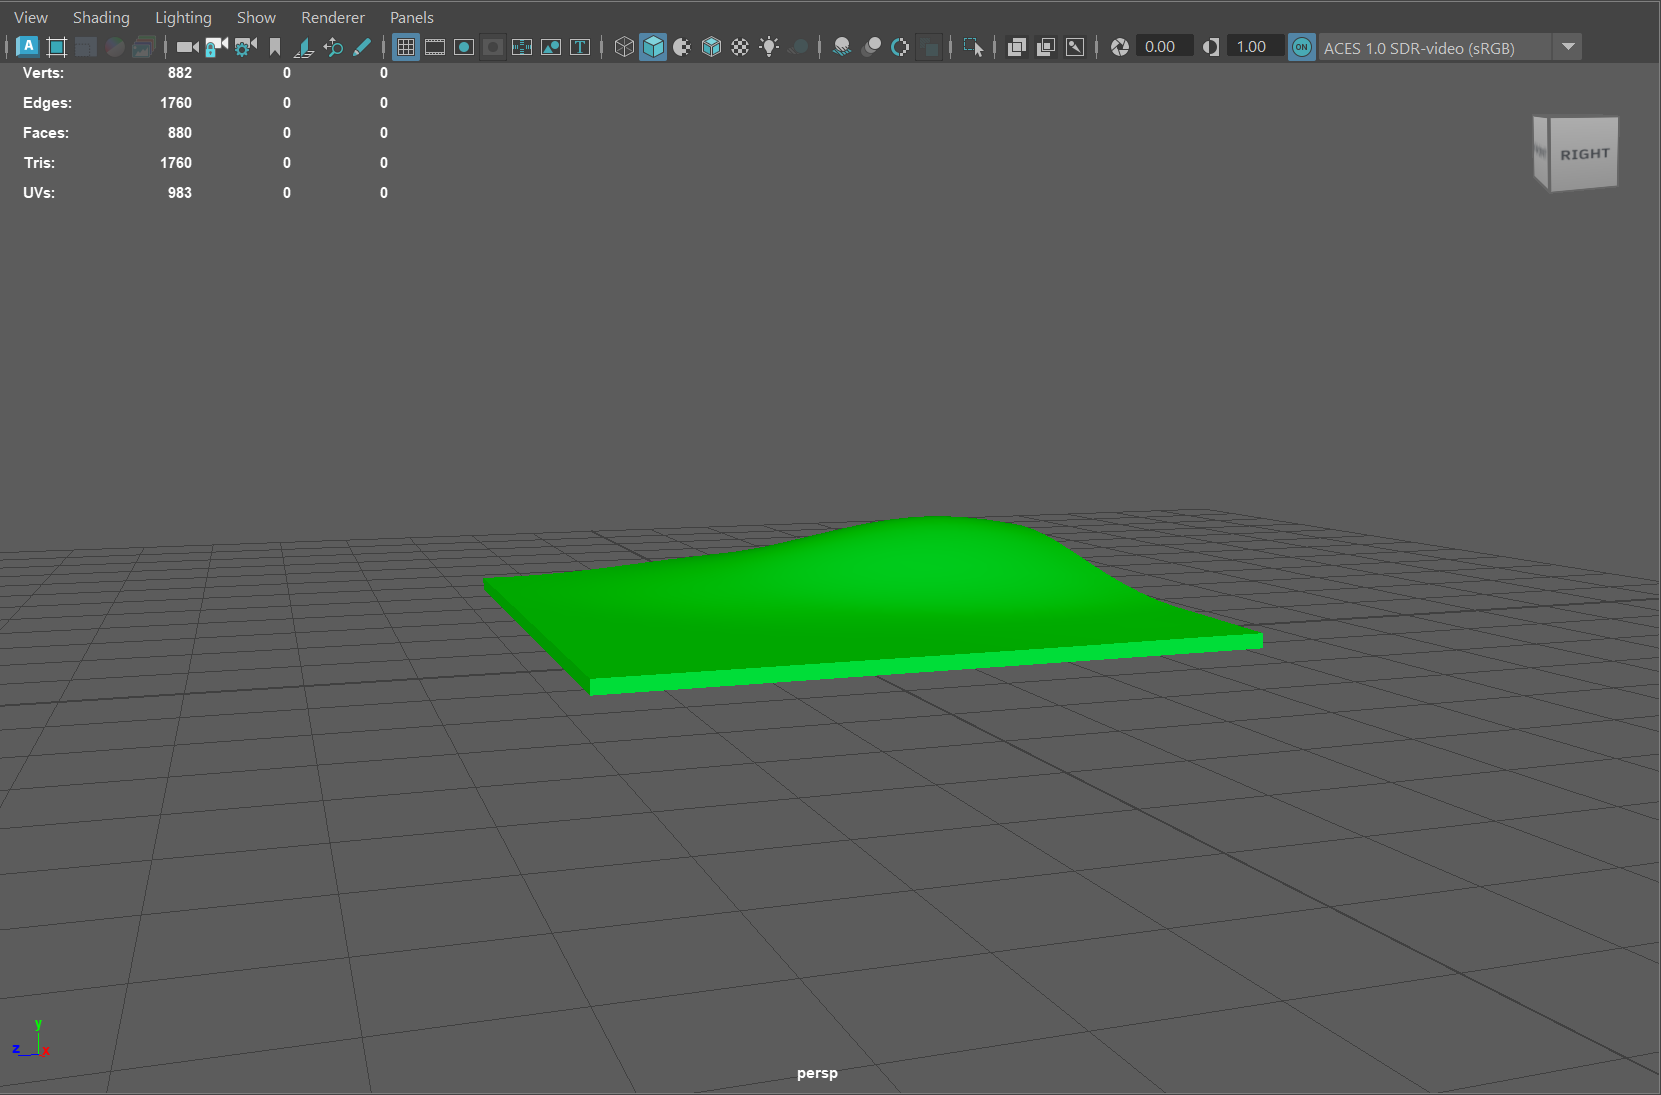 View Shading Lighting Show Renderer Panels
A T 0.00 1.00 ON ACES 1.0 SDR-video (sRGB)
Verts: 882 0 0
Edges: 1760 0 0
Faces: 880 0 0
Tris: 1760 0 0
UVs: 983 0 0
RIGHT
y
z x
persp